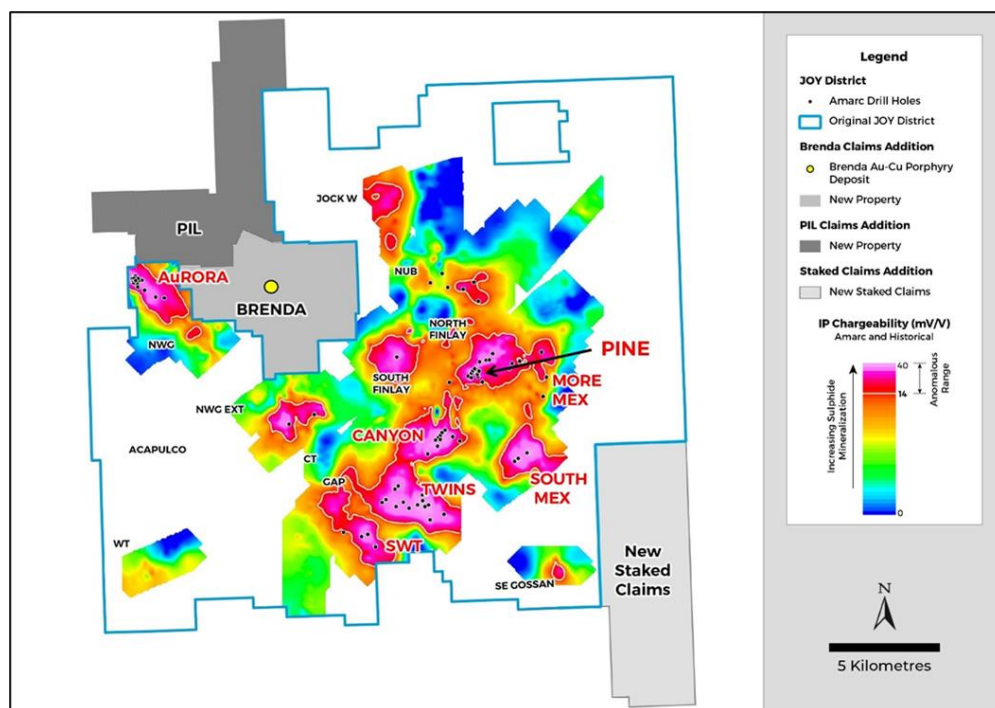 JOCK W
PIL
NUB
AuRORA
BRENDA
NORTH
FINLAY
NWG
PINE
SOUTH
FINLAY
MORE
MEX
NWG EXT
CANYON
ACAPULCO
CT
GAP
TWINS
SOUTH
MEX
WT
SWT
SE GOSSAN
New
Staked
Claims
Legend
JOY District
Amarc Drill Holes
Original JOY District
Brenda Claims Addition
Brenda Au-Cu Porphyry
Deposit
New Property
PIL Claims Addition
New Property
Staked Claims Addition
New Staked Claims
IP Chargeability (mV/V)
Amarc and Historical
Increasing Sulphide
Mineralization
40
14
0
Anomalous
Range
N
5 Kilometres